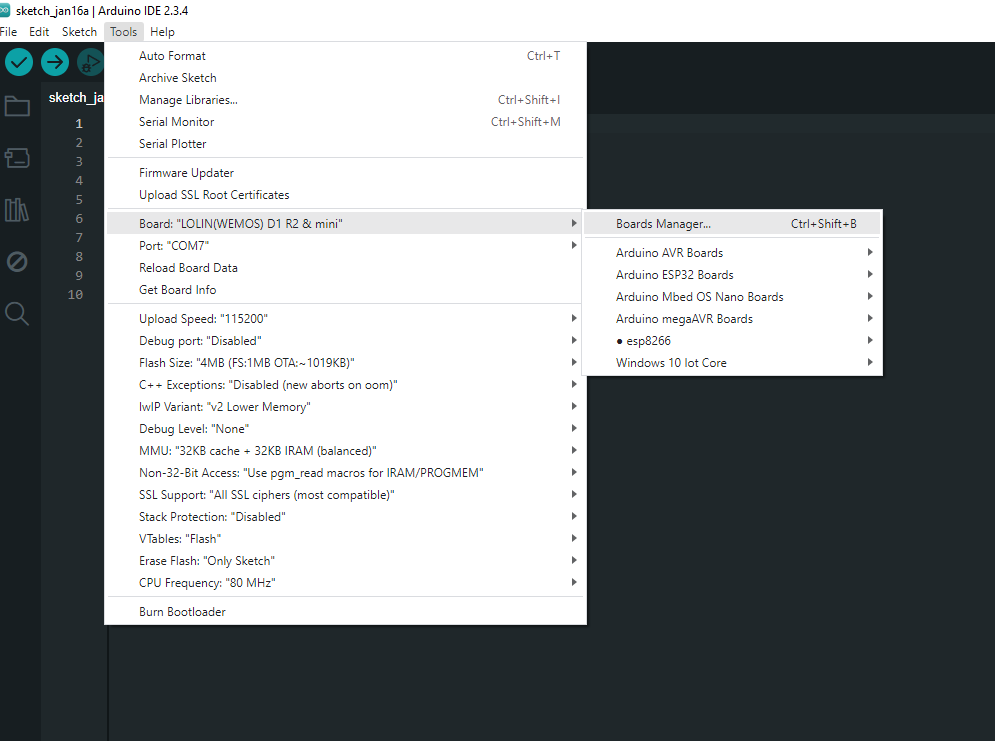 sketch_jan16a | Arduino IDE 2.3.4
File Edit Sketch Tools Help
sketch_ja
1
2
3
4
5
6
7
8
9
10
Auto Format Ctrl+T
Archive Sketch
Manage Libraries... Ctrl+Shift+I
Serial Monitor Ctrl+Shift+M
Serial Plotter
Firmware Updater
Upload SSL Root Certificates
Board: "LOLIN(WEMOS) D1 R2 & mini"
Port: "COM7"
Reload Board Data
Get Board Info
Upload Speed: "115200"
Debug port: "Disabled"
Flash Size: "4MB (FS:1MB OTA:~1019KB)"
C++ Exceptions: "Disabled (new aborts on oom)"
lwIP Variant: "v2 Lower Memory"
Debug Level: "None"
MMU: "32KB cache + 32KB IRAM (balanced)"
Non-32-Bit Access: "Use pgm_read macros for IRAM/PROGMEM"
SSL Support: "All SSL ciphers (most compatible)"
Stack Protection: "Disabled"
VTables: "Flash"
Erase Flash: "Only Sketch"
CPU Frequency: "80 MHz"
Burn Bootloader
Boards Manager... Ctrl+Shift+B
Arduino AVR Boards
Arduino ESP32 Boards
Arduino Mbed OS Nano Boards
Arduino megaAVR Boards
● esp8266
Windows 10 Iot Core